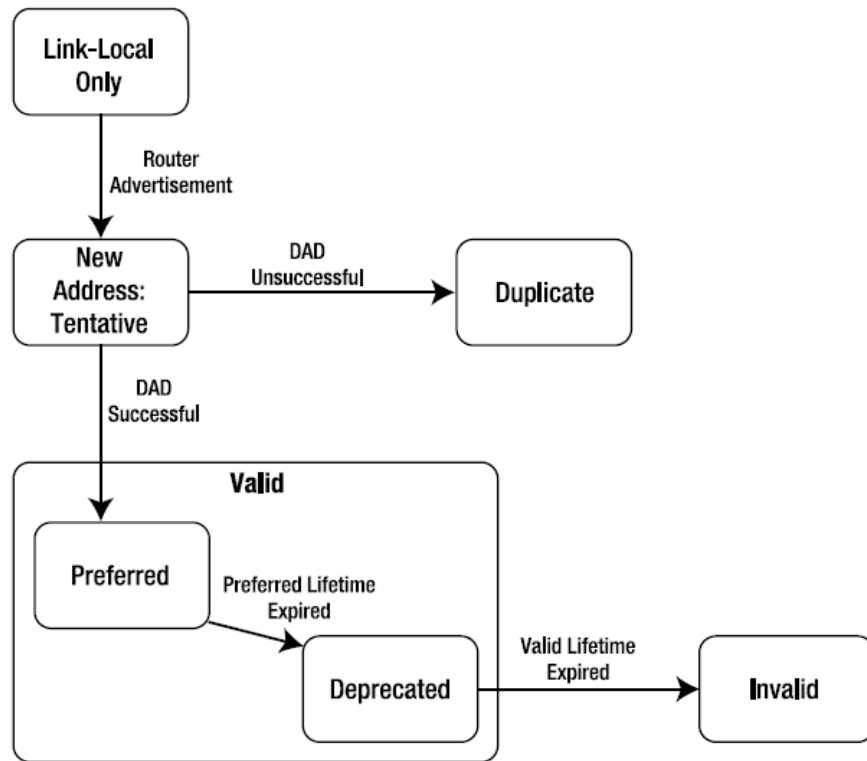 Link-Local
Only
Router
Advertisement
New
Address:
Tentative
DAD
Unsuccessful
Duplicate
DAD
Successful
Valid
Preferred
Preferred Lifetime
Expired
Deprecated
Valid Lifetime
Expired
Invalid